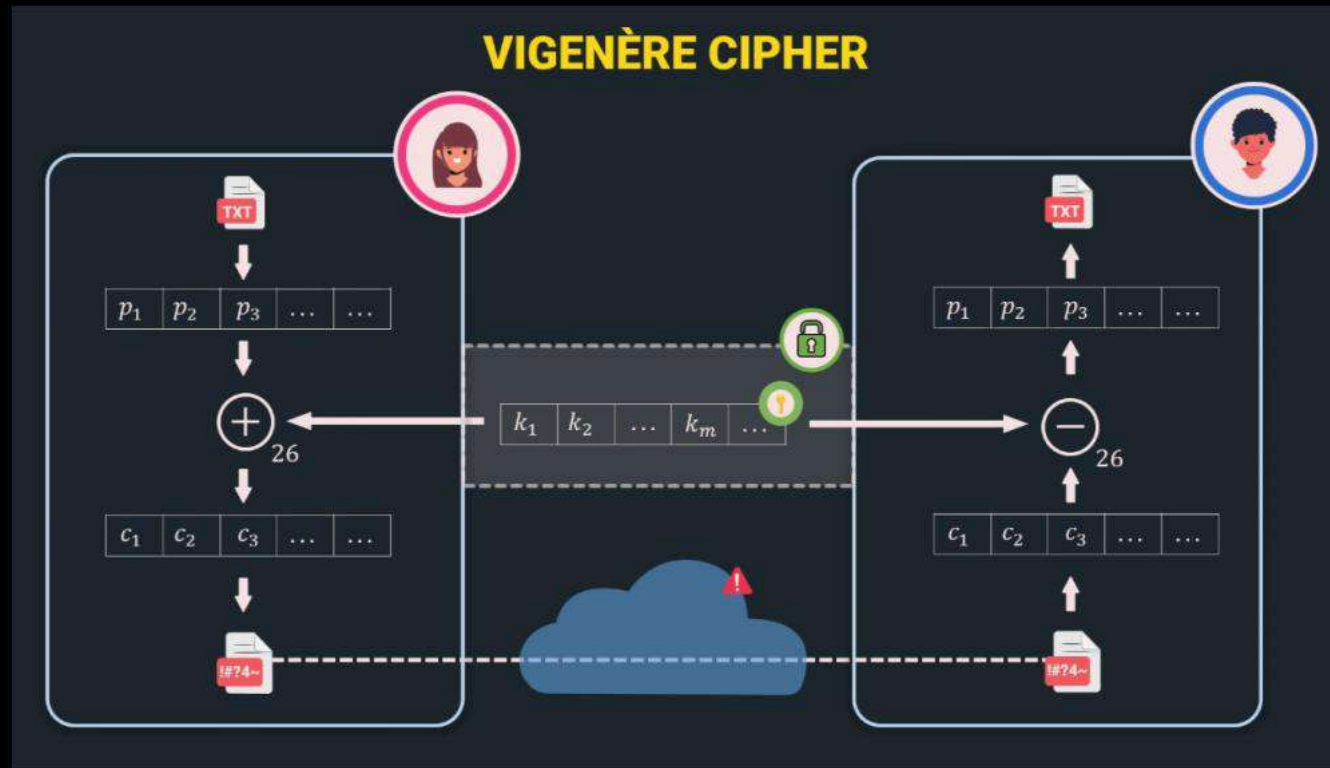 VIGENÈRE CIPHER
TXT
TXT
p₁ p₂ p₃ … …
p₁ p₂ p₃ … …
+ 26
k₁ k₂ … kₘ …
− 26
c₁ c₂ c₃ … …
c₁ c₂ c₃ … …
!
!#?4~
!#?4~